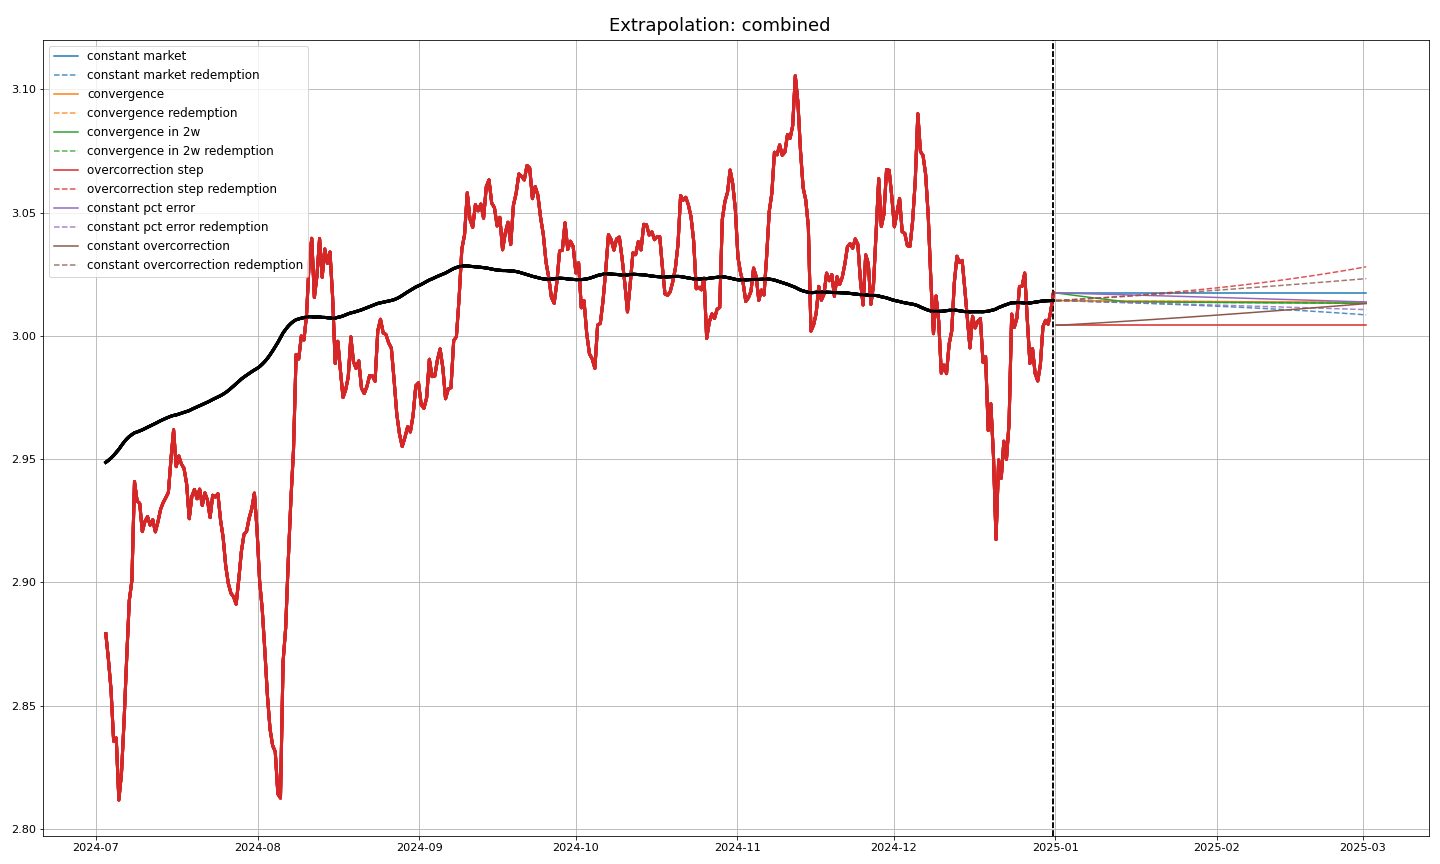 Extrapolation: combined
constant market
constant market redemption
convergence
convergence redemption
convergence in 2w
convergence in 2w redemption
overcorrection step
overcorrection step redemption
constant pct error
constant pct error redemption
constant overcorrection
constant overcorrection redemption
3.10
3.05
3.00
2.95
2.90
2.85
2.80
2024-07 2024-08 2024-09 2024-10 2024-11 2024-12 2025-01 2025-02 2025-03